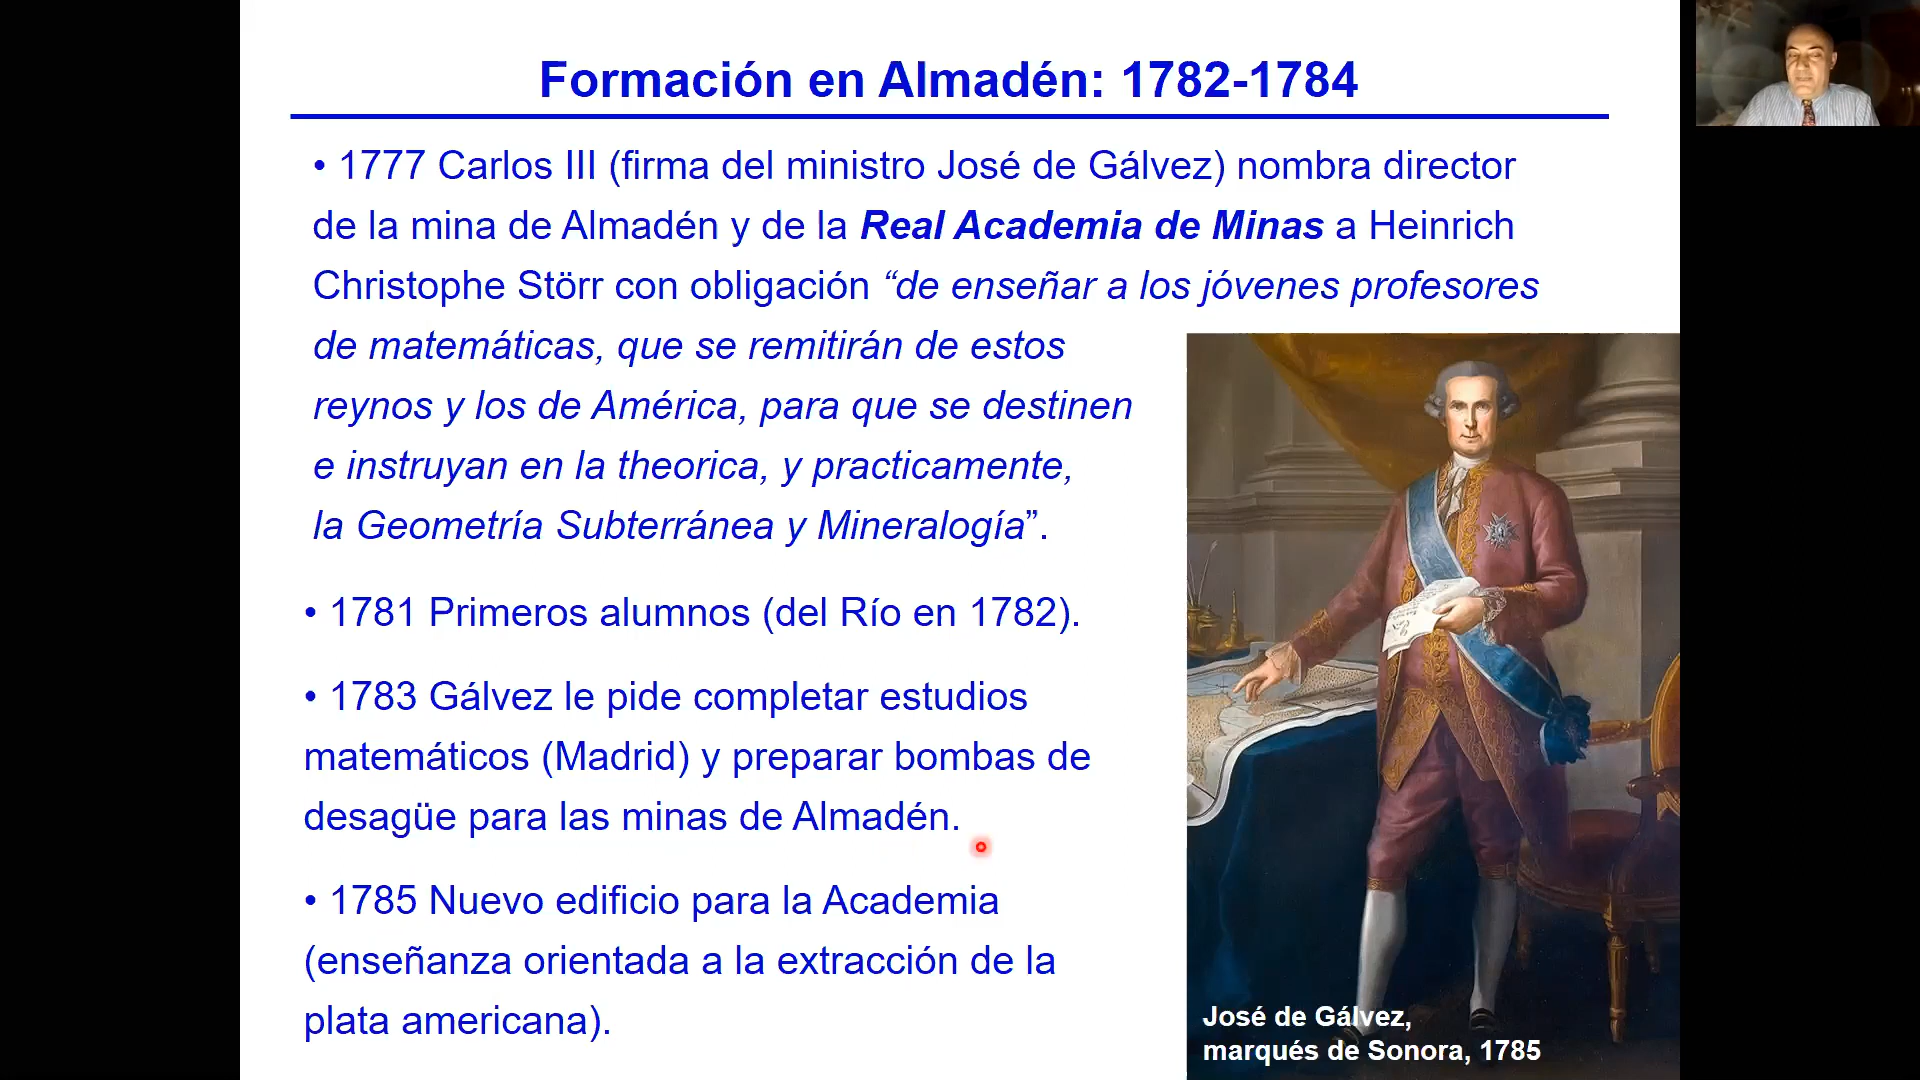 Formación en Almadén: 1782-1784
• 1777 Carlos III (firma del ministro José de Gálvez) nombra director
de la mina de Almadén y de la Real Academia de Minas a Heinrich
Christophe Störr con obligación “de enseñar a los jóvenes profesores
de matemáticas, que se remitirán de estos
reynos y los de América, para que se destinen
e instruyan en la theorica, y practicamente,
la Geometría Subterránea y Mineralogía”.
• 1781 Primeros alumnos (del Río en 1782).
• 1783 Gálvez le pide completar estudios
matemáticos (Madrid) y preparar bombas de
desagüe para las minas de Almadén.
• 1785 Nuevo edificio para la Academia
(enseñanza orientada a la extracción de la
plata americana).
José de Gálvez,
marqués de Sonora, 1785